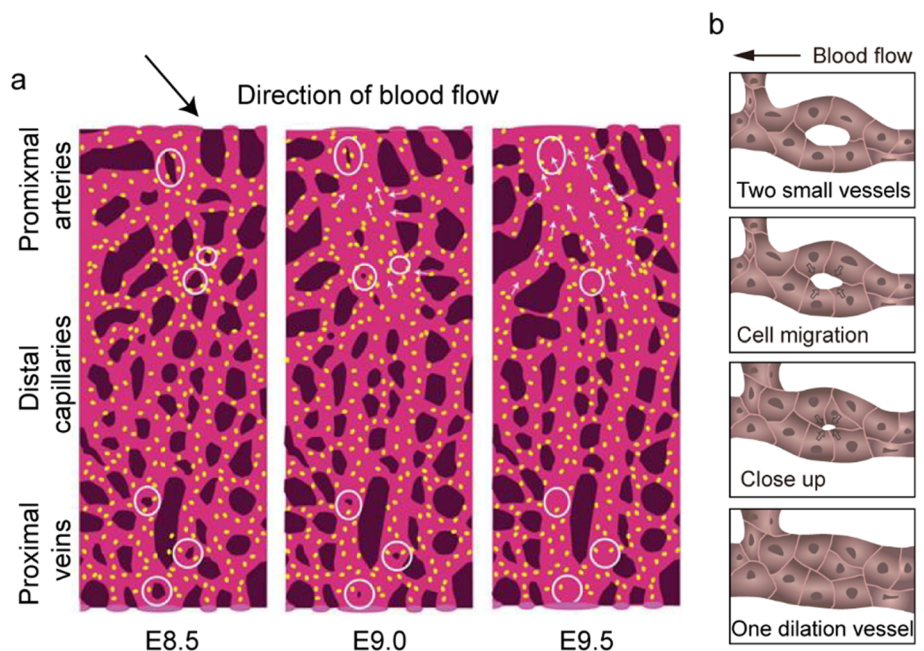 a
Direction of blood flow
Promixmal
arteries
Distal
capillaries
Proximal
veins
E8.5
E9.0
E9.5
b
Blood flow
Two small vessels
Cell migration
Close up
One dilation vessel